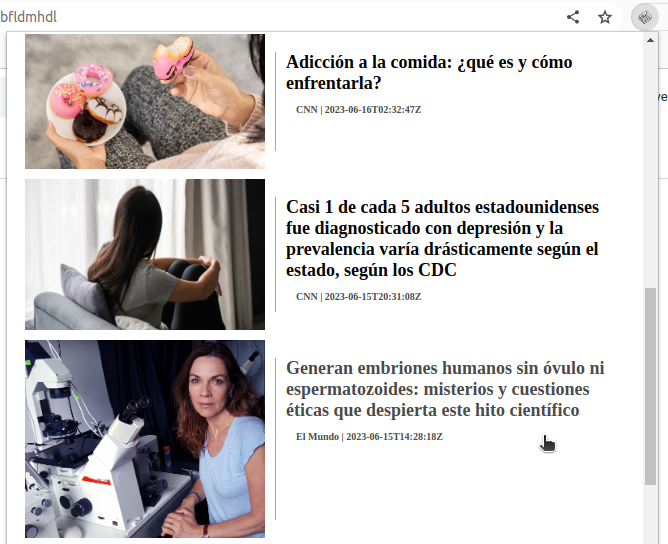 bfldmhdl
Adicción a la comida: ¿qué es y cómo
enfrentarla?
CNN | 2023-06-16T02:32:47Z
ve
Casi 1 de cada 5 adultos estadounidenses
fue diagnosticado con depresión y la
prevalencia varía drásticamente según el
estado, según los CDC
CNN | 2023-06-15T20:31:08Z
Generan embriones humanos sin óvulo ni
espermatozoides: misterios y cuestiones
éticas que despierta este hito científico
El Mundo | 2023-06-15T14:28:18Z